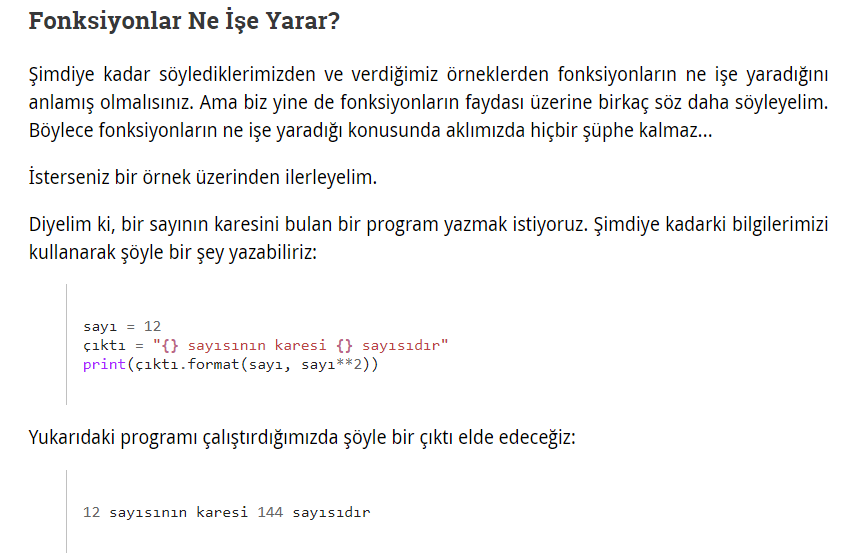 Fonksiyonlar Ne İşe Yarar?
Şimdiye kadar söylediklerimizden ve verdiğimiz örneklerden fonksiyonların ne işe yaradığını
anlamış olmalısınız. Ama biz yine de fonksiyonların faydası üzerine birkaç söz daha söyleyelim.
Böylece fonksiyonların ne işe yaradığı konusunda aklımızda hiçbir şüphe kalmaz...
İsterseniz bir örnek üzerinden ilerleyelim.
Diyelim ki, bir sayının karesini bulan bir program yazmak istiyoruz. Şimdiye kadarki bilgilerimizi
kullanarak şöyle bir şey yazabiliriz:
sayı = 12
çıktı = "{} sayısının karesi {} sayısıdır"
print(çıktı.format(sayı, sayı**2))
Yukarıdaki programı çalıştırdığımızda şöyle bir çıktı elde edeceğiz:
12 sayısının karesi 144 sayısıdır